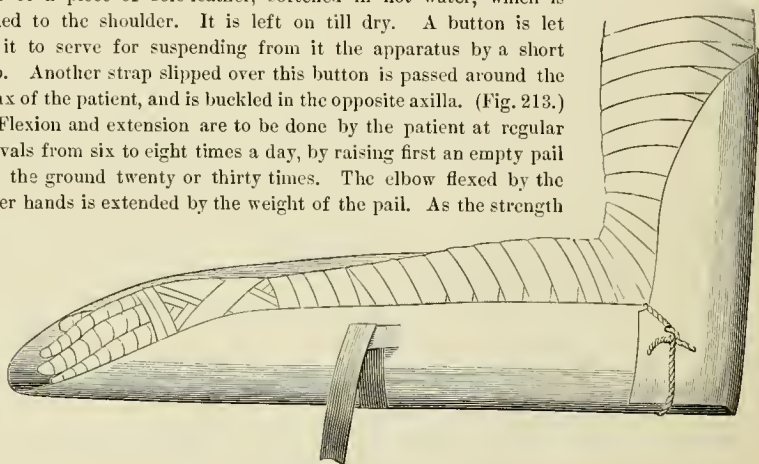 of a piece of sole-leather, softened in hot water, which is
ed to the shoulder. It is left on till dry. A button is let
it to serve for suspending from it the apparatus by a short
Another strap slipped over this button is passed around the
ax of the patient, and is buckled in the opposite axilla. (Fig. 213.)
Flexion and extension are to be done by the patient at regular
vals from six to eight times a day, by raising first an empty pail
the ground twenty or thirty times. The elbow flexed by the
er hands is extended by the weight of the pail. As the strength